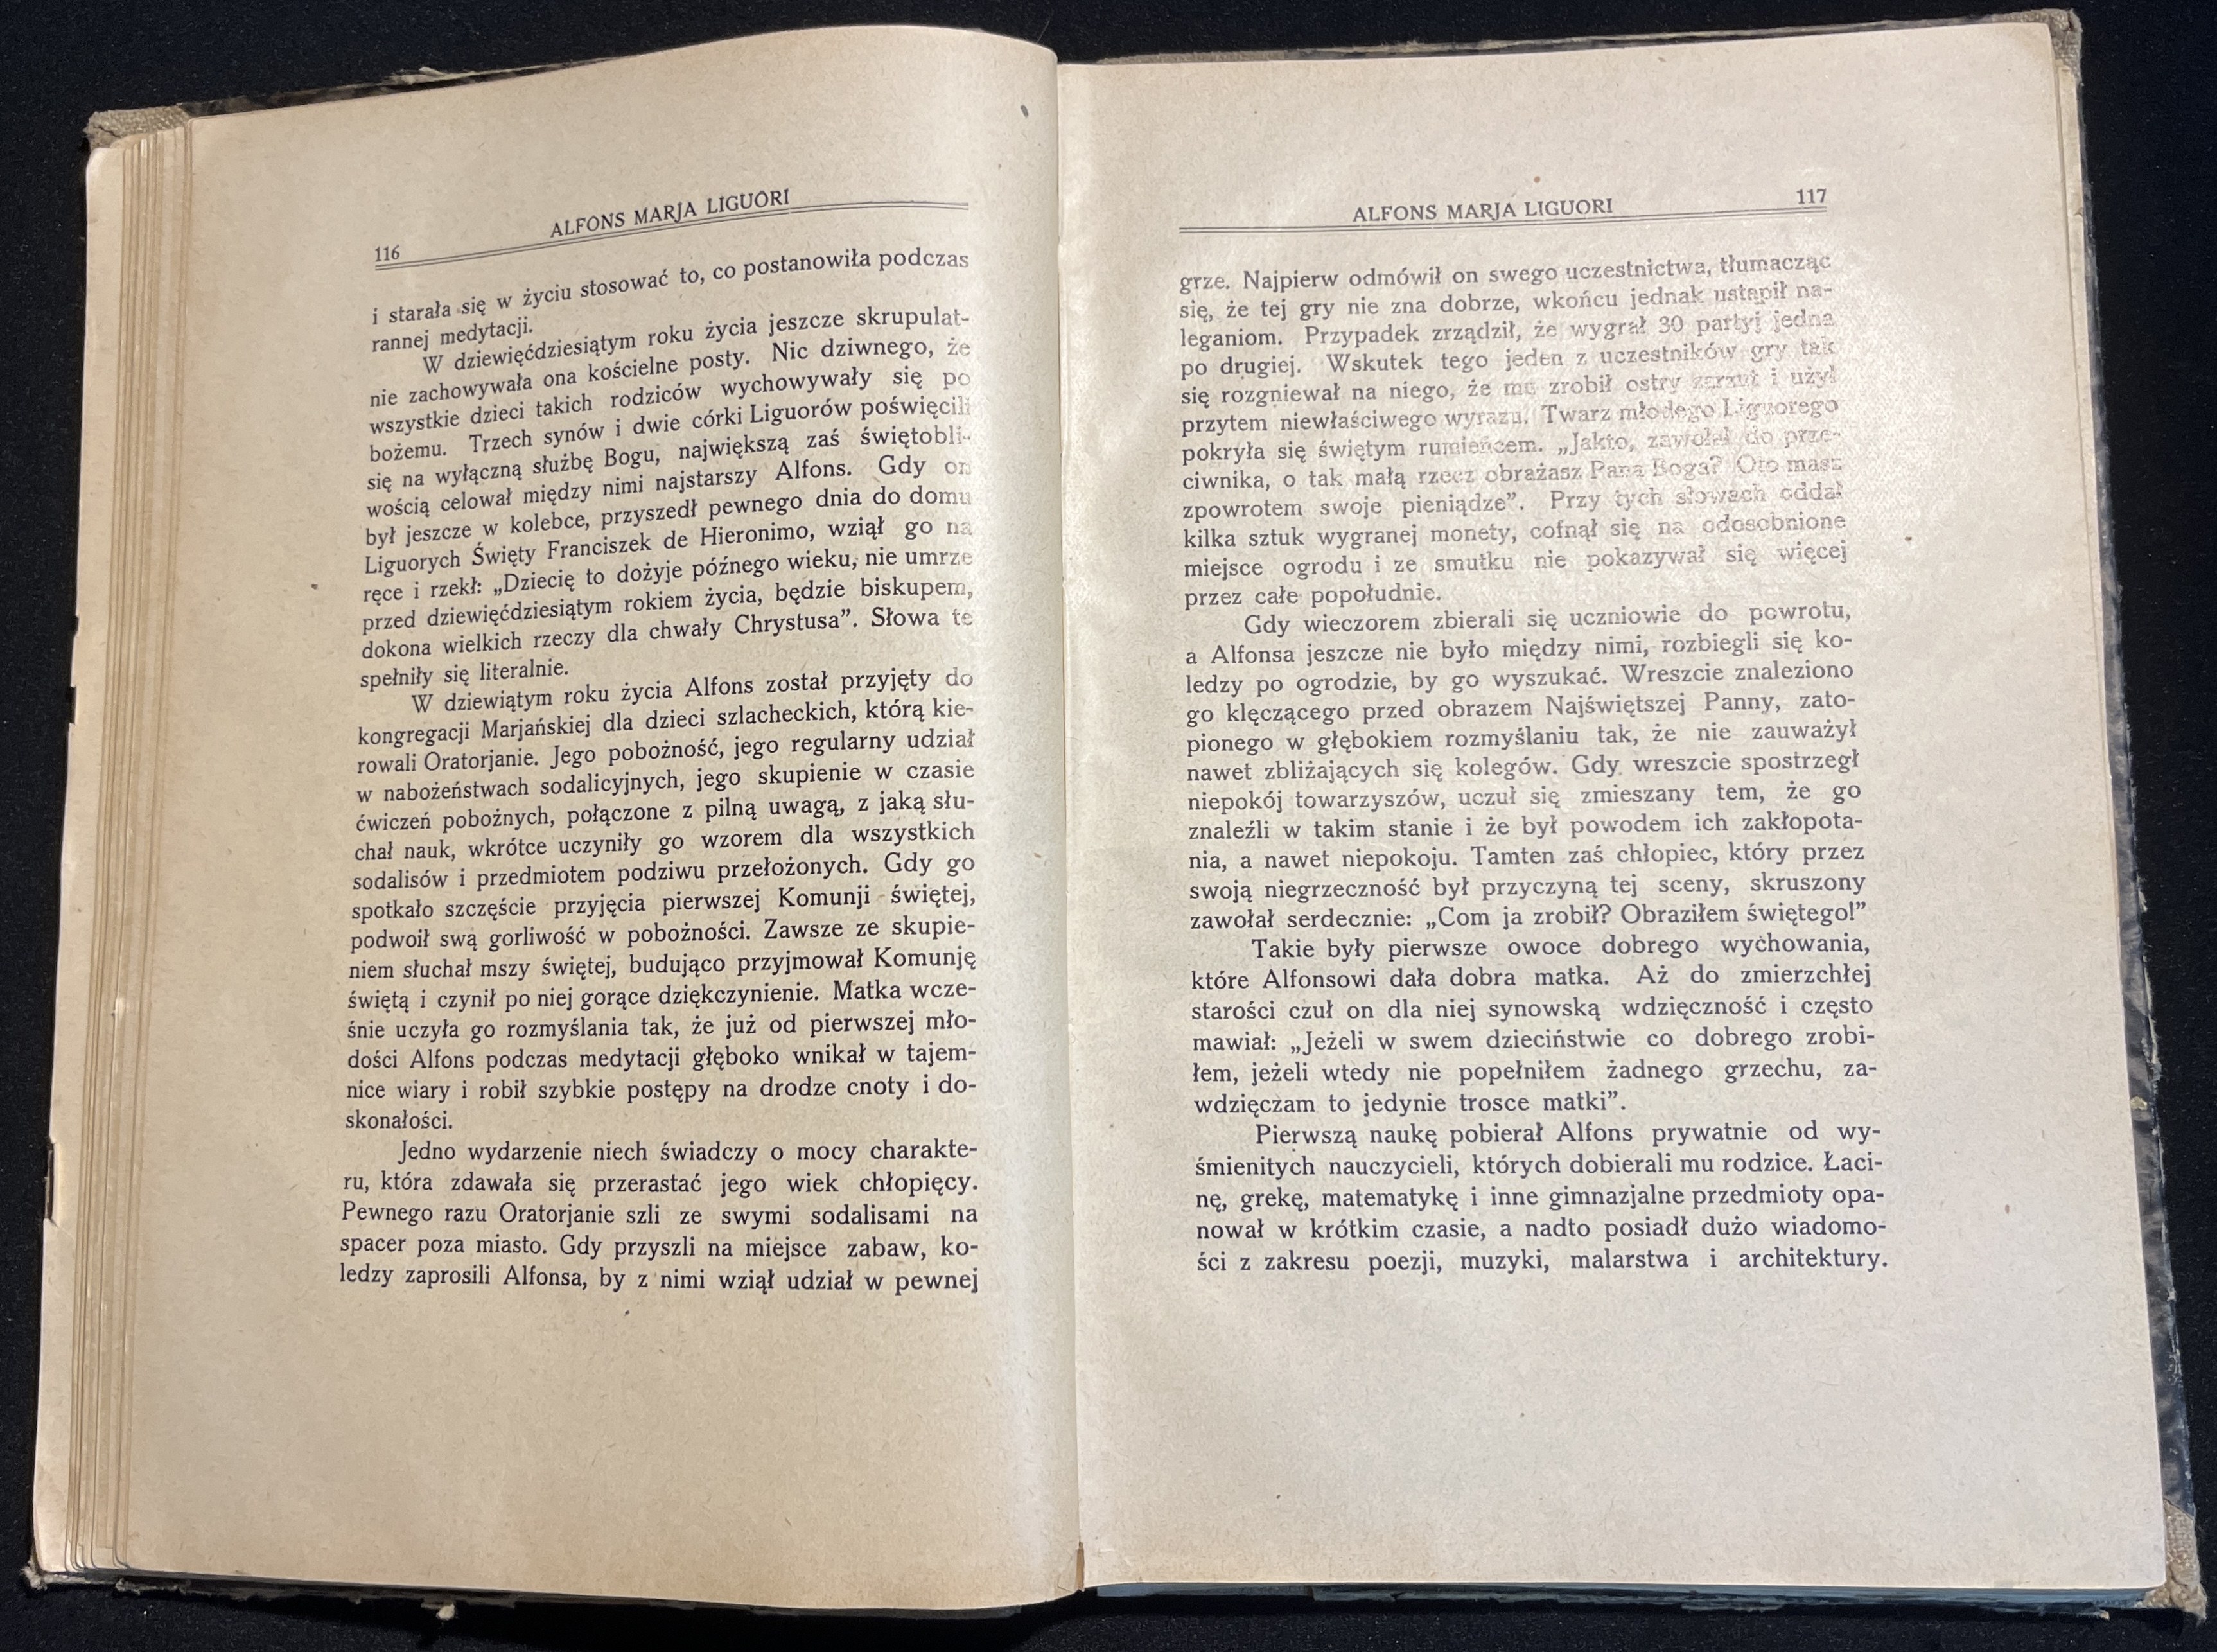 116
ALFONS MARJA LIGUORI
i starała się w życiu stosować to, co postanowiła podczas
rannej medytacji.
W dziewięćdziesiątym roku życia jeszcze skrupulat-
nie zachowywała ona kościelne posty. Nic dziwnego, że
wszystkie dzieci takich rodziców wychowywały się po
bożemu. Trzech synów i dwie córki Liguorów poświęcili
się na wyłączną służbę Bogu, największą zaś świętobli-
wością celował między nimi najstarszy Alfons. Gdy on
był jeszcze w kolebce, przyszedł pewnego dnia do domu
Liguorych Święty Franciszek de Hieronimo, wziął go na
ręce i rzekł: „Dziecię to dożyje późnego wieku, nie umrze
przed dziewięćdziesiątym rokiem życia, będzie biskupem,
dokona wielkich rzeczy dla chwały Chrystusa”. Słowa te
spełniły się literalnie.
W dziewiątym roku życia Alfons został przyjęty do
kongregacji Marjańskiej dla dzieci szlacheckich, którą kie-
rowali Oratorjanie. Jego pobożność, jego regularny udział
w nabożeństwach sodalicyjnych, jego skupienie w czasie
ćwiczeń pobożnych, połączone z pilną uwagą, z jaką słu-
chał nauk, wkrótce uczyniły go wzorem dla wszystkich
sodalisów i przedmiotem podziwu przełożonych. Gdy go
spotkało szczęście przyjęcia pierwszej Komunji świętej,
podwoił swą gorliwość w pobożności. Zawsze ze skupie-
niem słuchał mszy świętej, budująco przyjmował Komunję
świętą i czynił po niej gorące dziękczynienie. Matka wcze-
śnie uczyła go rozmyślania tak, że już od pierwszej mło-
dości Alfons podczas medytacji głęboko wnikał w tajem-
nice wiary i robił szybkie postępy na drodze cnoty i do-
skonałości.
Jedno wydarzenie niech świadczy o mocy charakte-
ru, która zdawała się przerastać jego wiek chłopięcy.
Pewnego razu Oratorjanie szli ze swymi sodalisami na
spacer poza miasto. Gdy przyszli na miejsce zabaw, ko-
ledzy zaprosili Alfonsa, by z nimi wziął udział w pewnej
ALFONS MARJA LIGUORI
117
grze. Najpierw odmówił on swego uczestnictwa, tłumacząc
się, że tej gry nie zna dobrze, wkońcu jednak ustąpił na-
leganiom. Przypadek zrządził, że wygrał 30 partyj jedna
po drugiej. Wskutek tego jeden z uczestników gry tak
się rozgniewał na niego, że mu zrobił ostry zarzut i użył
przytem niewłaściwego wyrazu. Twarz młodego Liguorego
pokryła się świętym rumieńcem. „Jakto, zawołał do prze-
ciwnika, o tak małą rzecz obrażasz Pana Boga? Oto masz
zpowrotem swoje pieniądze”. Przy tych słowach oddał
kilka sztuk wygranej monety, cofnął się na odosobnione
miejsce ogrodu i ze smutku nie pokazywał się więcej
przez całe popołudnie.
Gdy wieczorem zbierali się uczniowie do powrotu,
a Alfonsa jeszcze nie było między nimi, rozbiegli się ko-
ledzy po ogrodzie, by go wyszukać. Wreszcie znaleziono
go klęczącego przed obrazem Najświętszej Panny, zato-
pionego w głębokiem rozmyślaniu tak, że nie zauważył
nawet zbliżających się kolegów. Gdy wreszcie spostrzegł
niepokój towarzyszów, uczuł się zmieszany tem, że go
znaleźli w takim stanie i że był powodem ich zakłopota-
nia, a nawet niepokoju. Tamten zaś chłopiec, który przez
swoją niegrzeczność był przyczyną tej sceny, skruszony
zawołał serdecznie: „Com ja zrobił? Obraziłem świętego!”
Takie były pierwsze owoce dobrego wychowania,
które Alfonsowi dała dobra matka. Aż do zmierzchłej
starości czuł on dla niej synowską wdzięczność i często
mawiał: „Jeżeli w swem dzieciństwie co dobrego zrobi-
łem, jeżeli wtedy nie popełniłem żadnego grzechu, za-
wdzięczam to jedynie trosce matki”.
Pierwszą naukę pobierał Alfons prywatnie od wy-
śmienitych nauczycieli, których dobierali mu rodzice. Łaci-
nę, grekę, matematykę i inne gimnazjalne przedmioty opa-
nował w krótkim czasie, a nadto posiadł dużo wiadomo-
ści z zakresu poezji, muzyki, malarstwa i architektury.